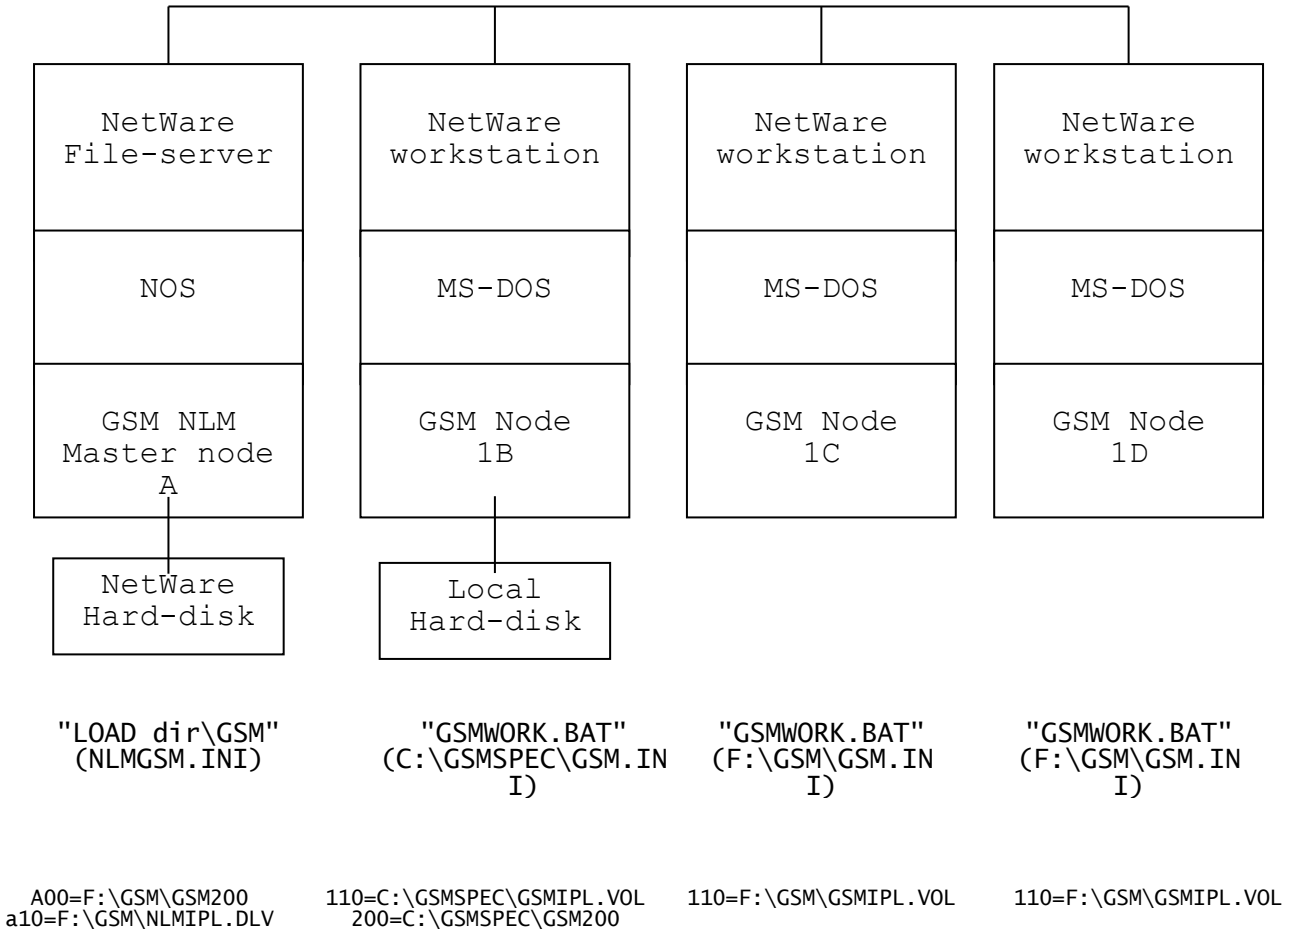 NetWare
File-server
NOS
GSM NLM
Master node
A
NetWare
Hard-disk
"LOAD dir\GSM"
(NLMGSM.INI)
A00=F:\GSM\GSM200
a10=F:\GSM\NLMIPL.DLV
NetWare
workstation
MS-DOS
GSM Node
1B
Local
Hard-disk
"GSMWORK.BAT"
(C:\GSMSPEC\GSM.IN
I)
110=C:\GSMSPEC\GSMIPL.VOL
200=C:\GSMSPEC\GSM200
NetWare
workstation
MS-DOS
GSM Node
1C
"GSMWORK.BAT"
(F:\GSM\GSM.IN
I)
110=F:\GSM\GSMIPL.VOL
NetWare
workstation
MS-DOS
GSM Node
1D
"GSMWORK.BAT"
(F:\GSM\GSM.IN
I)
110=F:\GSM\GSMIPL.VOL